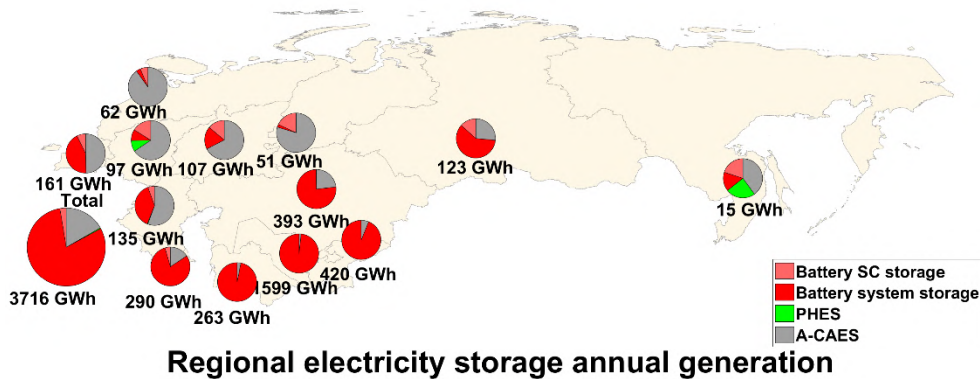 62 GWh
161 GWh
97 GWh
107 GWh
51 GWh
123 GWh
15 GWh
Total
3716 GWh
135 GWh
393 GWh
290 GWh
263 GWh
1599 GWh
420 GWh
Battery SC storage
Battery system storage
PHES
A-CAES
Regional electricity storage annual generation